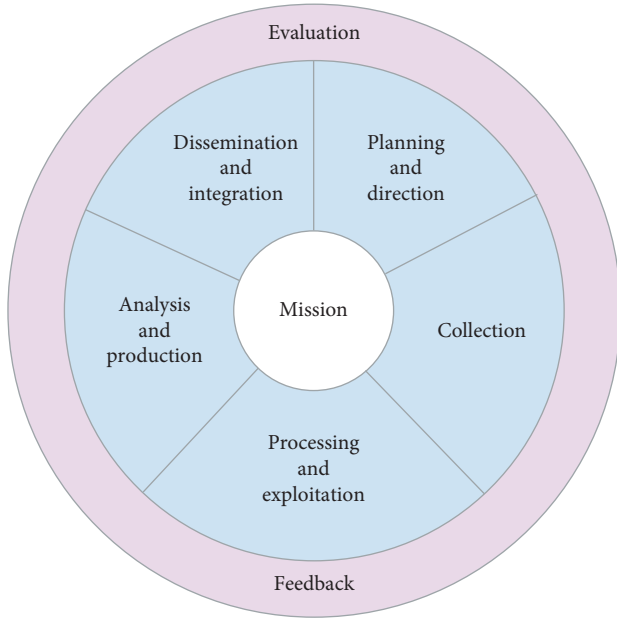 Evaluation
Dissemination
and
integration
Planning
and
direction
Analysis
and
production
Mission
Collection
Processing
and
exploitation
Feedback